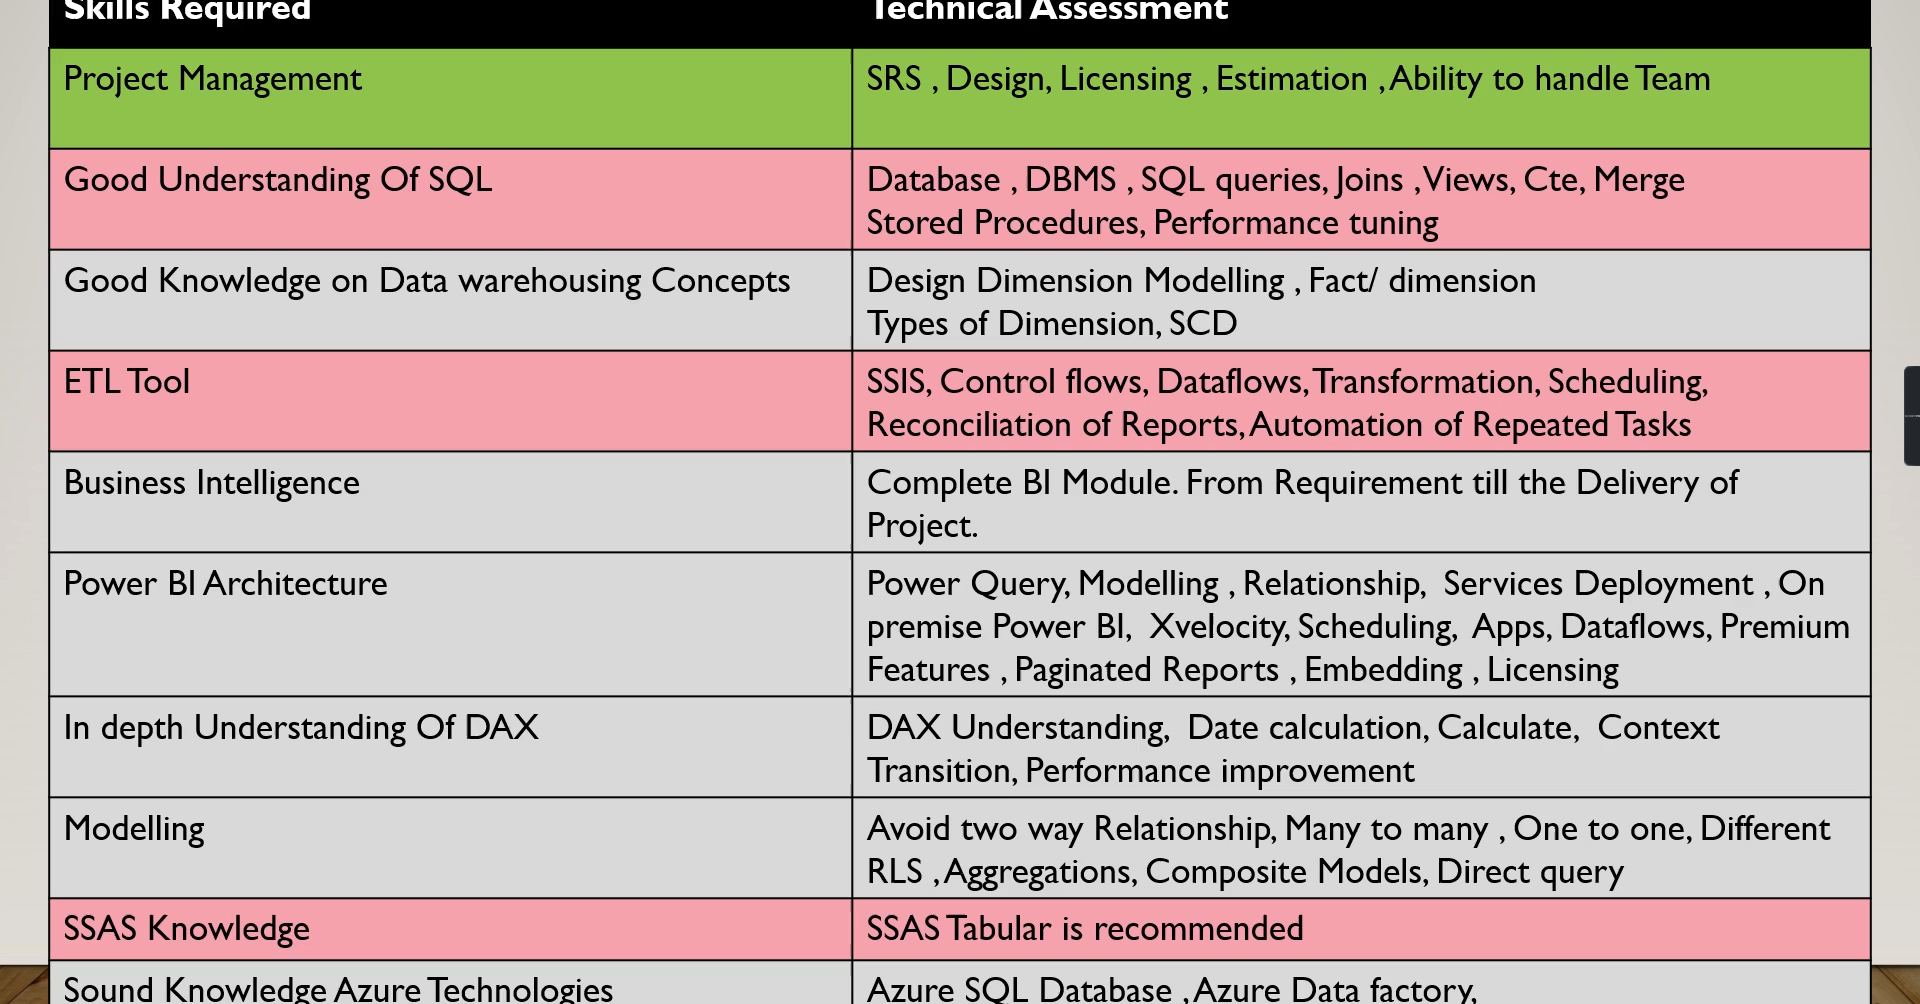 Skills Required
Technical Assessment
Project Management
SRS , Design, Licensing , Estimation , Ability to handle Team
Good Understanding Of SQL
Database , DBMS , SQL queries, Joins , Views, Cte, Merge
Stored Procedures, Performance tuning
Good Knowledge on Data warehousing Concepts
Design Dimension Modelling , Fact/ dimension
Types of Dimension, SCD
ETL Tool
SSIS, Control flows, Dataflows, Transformation, Scheduling,
Reconciliation of Reports, Automation of Repeated Tasks
Business Intelligence
Complete BI Module. From Requirement till the Delivery of
Project.
Power BI Architecture
Power Query, Modelling , Relationship, Services Deployment , On
premise Power BI, Xvelocity, Scheduling, Apps, Dataflows, Premium
Features , Paginated Reports , Embedding , Licensing
In depth Understanding Of DAX
DAX Understanding, Date calculation, Calculate, Context
Transition, Performance improvement
Modelling
Avoid two way Relationship, Many to many , One to one, Different
RLS , Aggregations, Composite Models, Direct query
SSAS Knowledge
SSAS Tabular is recommended
Sound Knowledge Azure Technologies
Azure SQL Database , Azure Data factory,